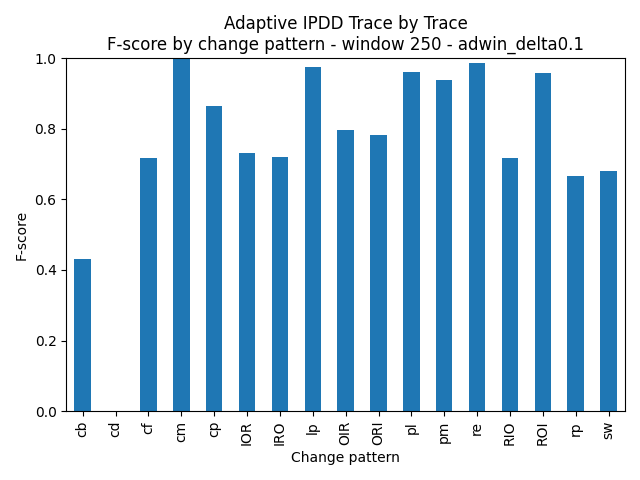 Adaptive IPDD Trace by Trace
F-score by change pattern - window 250 - adwin_delta0.1
1.0
0.8
0.6
0.4
0.2
0.0
F-score
cb
cd
cf
cm
cp
IOR
IRO
lp
OIR
ORI
pl
pm
re
RIO
ROI
rp
sw
Change pattern